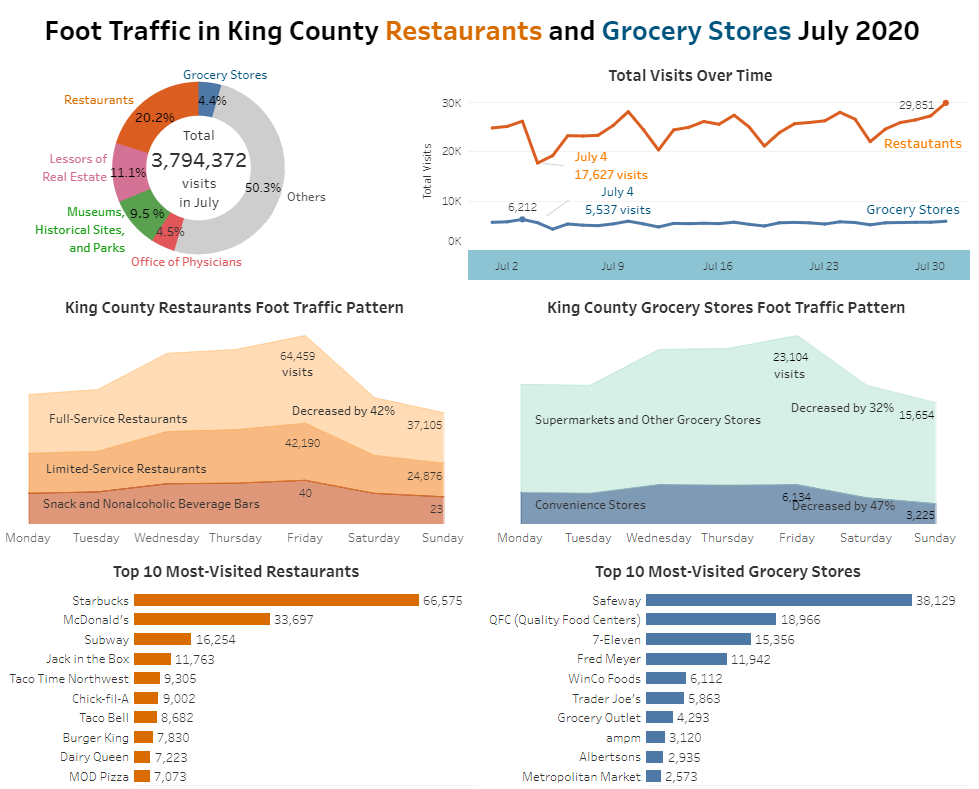 Foot Traffic in King County Restaurants and Grocery Stores July 2020
Grocery Stores
4.4%
Restaurants
20.2%
Lessors of
Real Estate
11.1%
Museums,
Historical Sites,
and Parks
9.5 %
4.5%
Office of Physicians
50.3%
Others
Total
3,794,372
visits
in July
Total Visits Over Time
Total Visits
30K
20K
10K
0K
29,851
Restautants
July 4
17,627 visits
July 4
5,537 visits
6,212
Grocery Stores
Jul 2
Jul 9
Jul 16
Jul 23
Jul 30
King County Restaurants Foot Traffic Pattern
64,459
visits
Decreased by 42%
Full-Service Restaurants
37,105
42,190
Limited-Service Restaurants
24,876
40
Snack and Nonalcoholic Beverage Bars
23
Monday
Tuesday
Wednesday
Thursday
Friday
Saturday
Sunday
King County Grocery Stores Foot Traffic Pattern
23,104
visits
Decreased by 32%
15,654
Supermarkets and Other Grocery Stores
6,134
Convenience Stores
Decreased by 47%
3,225
Monday
Tuesday
Wednesday
Thursday
Friday
Saturday
Sunday
Top 10 Most-Visited Restaurants
Starbucks 66,575
McDonald's 33,697
Subway 16,254
Jack in the Box 11,763
Taco Time Northwest 9,305
Chick-fil-A 9,002
Taco Bell 8,682
Burger King 7,830
Dairy Queen 7,223
MOD Pizza 7,073
Top 10 Most-Visited Grocery Stores
Safeway 38,129
QFC (Quality Food Centers) 18,966
7-Eleven 15,356
Fred Meyer 11,942
WinCo Foods 6,112
Trader Joe's 5,863
Grocery Outlet 4,293
ampm 3,120
Albertsons 2,935
Metropolitan Market 2,573